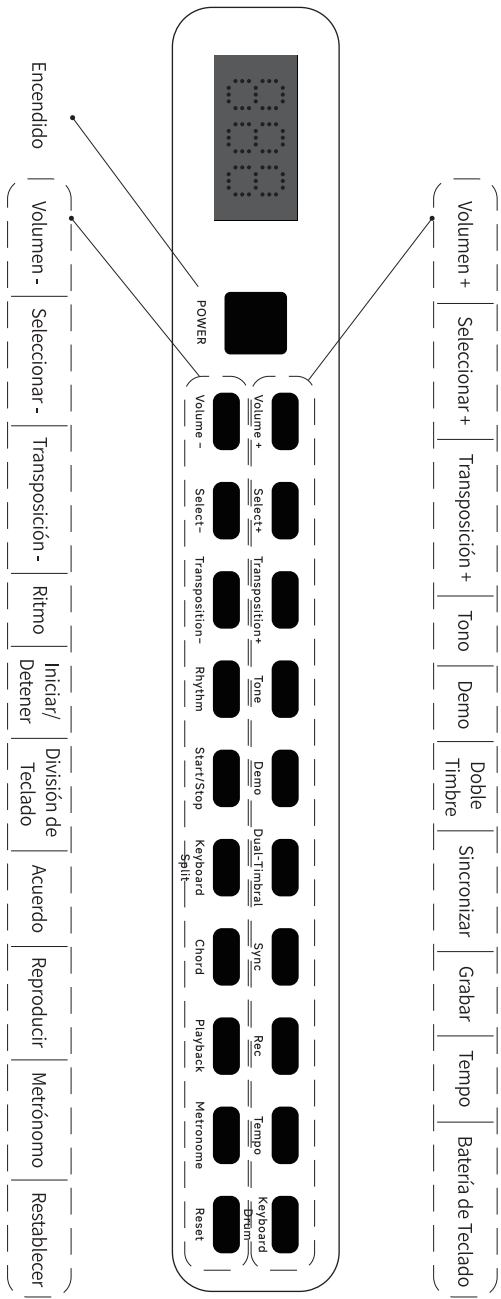 Volumen + Seleccionar + Transposición + Tono Demo Doble Timbre Sincronizar Grabar Tempo Batería de Teclado
888
Volume + Select+ Transposition+ Tone Demo Dual-Timbral Sync Rec Tempo Keyboard Drum
POWER
Volume – Select– Transposition– Rhythm Start/Stop Keyboard Split Chord Playback Metronome Reset
Encendido
Volumen - Seleccionar - Transposición - Ritmo Iniciar/ Detener División de Teclado Acuerdo Reproducir Metrónomo Restablecer